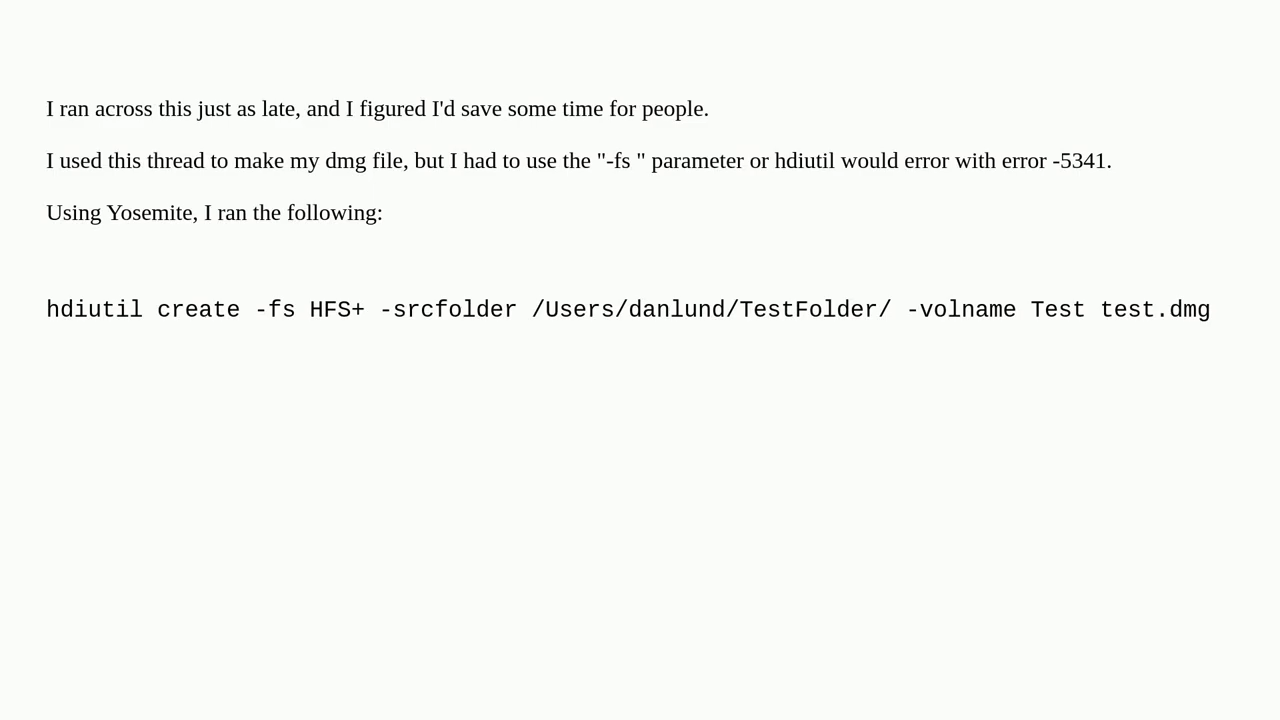 I ran across this just as late, and I figured I'd save some time for people.
I used this thread to make my dmg file, but I had to use the "-fs " parameter or hdiutil would error with error -5341.
Using Yosemite, I ran the following:
hdiutil create -fs HFS+ -srcfolder /Users/danlund/TestFolder/ -volname Test test.dmg